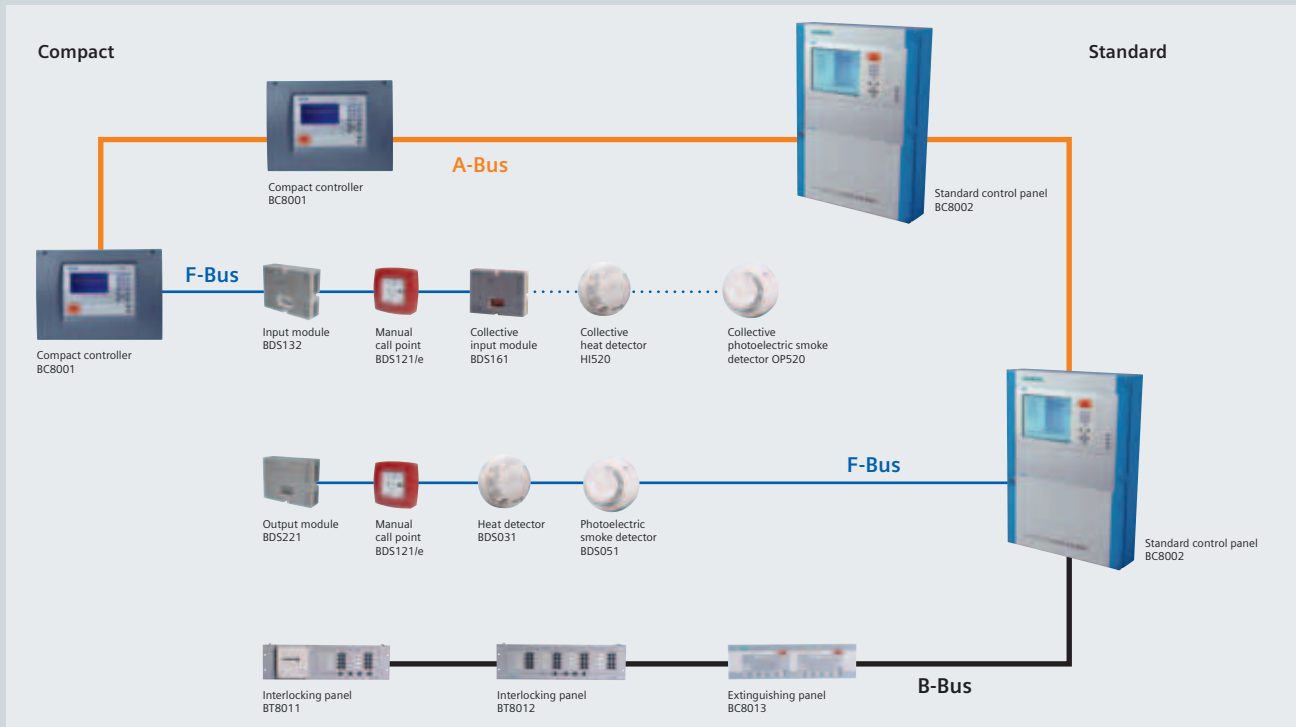 Compact
Standard
A-Bus
Compact controller
BC8001
Standard control panel
BC8002
F-Bus
Compact controller
BC8001
Input module
BDS132
Manual
call point
BDS121/e
Collective
input module
BDS161
Collective
heat detector
HI520
Collective
photoelectric smoke
detector OP520
F-Bus
Output module
BDS221
Manual
call point
BDS121/e
Heat detector
BDS031
Photoelectric
smoke detector
BDS051
Standard control panel
BC8002
Interlocking panel
BT8011
Interlocking panel
BT8012
Extinguishing panel
BC8013
B-Bus